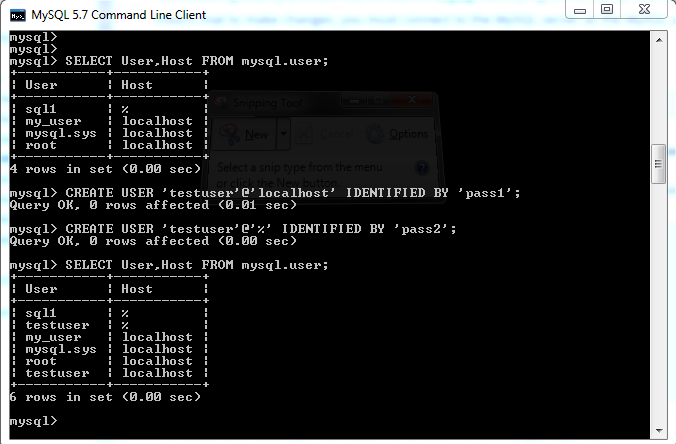 MySQL 5.7 Command Line Client
mysql>
mysql>
mysql> SELECT User,Host FROM mysql.user;
+-----------+-----------+
| User      | Host      |
+-----------+-----------+
| sql1      | %         |
| my_user   | localhost |
| mysql.sys | localhost |
| root      | localhost |
+-----------+-----------+
4 rows in set (0.00 sec)
mysql> CREATE USER 'testuser'@'localhost' IDENTIFIED BY 'pass1';
Query OK, 0 rows affected (0.01 sec)
mysql> CREATE USER 'testuser'@'%' IDENTIFIED BY 'pass2';
Query OK, 0 rows affected (0.00 sec)
mysql> SELECT User,Host FROM mysql.user;
+-----------+-----------+
| User      | Host      |
+-----------+-----------+
| sql1      | %         |
| testuser  | %         |
| my_user   | localhost |
| mysql.sys | localhost |
| root      | localhost |
| testuser  | localhost |
+-----------+-----------+
6 rows in set (0.00 sec)
mysql>
Snipping Tool
New
Cancel
Options
Select a snip type from the menu
or click the New button.